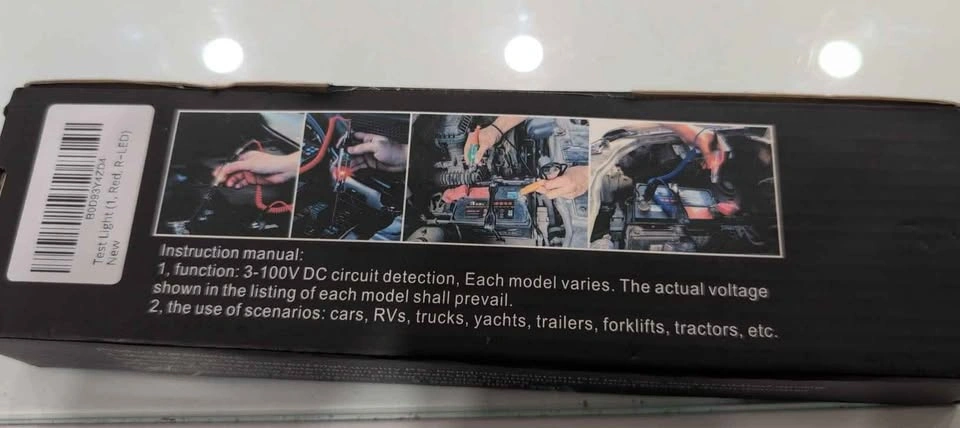 B0D93Y4ZD4
Test Light (1, Red, R-LED)
New
Instruction manual:
1, function: 3-100V DC circuit detection, Each model varies. The actual voltage
shown in the listing of each model shall prevail.
2, the use of scenarios: cars, RVs, trucks, yachts, trailers, forklifts, tractors, etc.